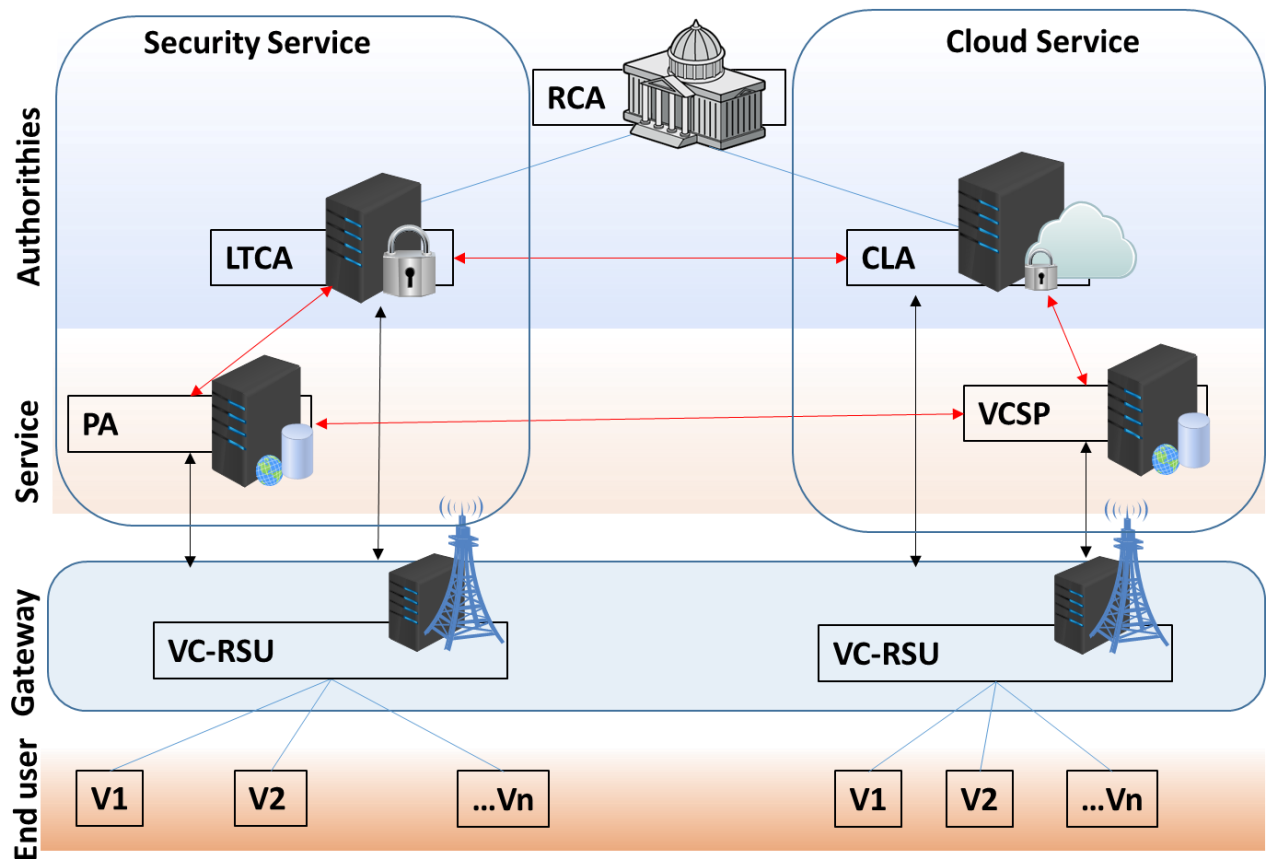 Security Service
Cloud Service
RCA
Authorithies
LTCA
CLA
PA
VCSP
Service
VC-RSU
VC-RSU
Gateway
V1
V2
...Vn
V1
V2
...Vn
End user